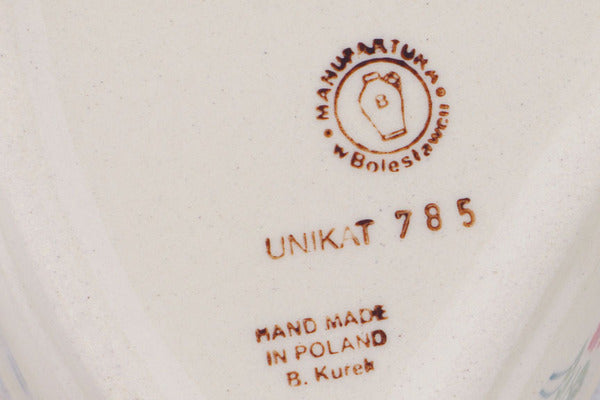 MANUFAKTURA
w Bolesławcu
B
UNIKAT 785
HAND MADE
IN POLAND
B. Kurek